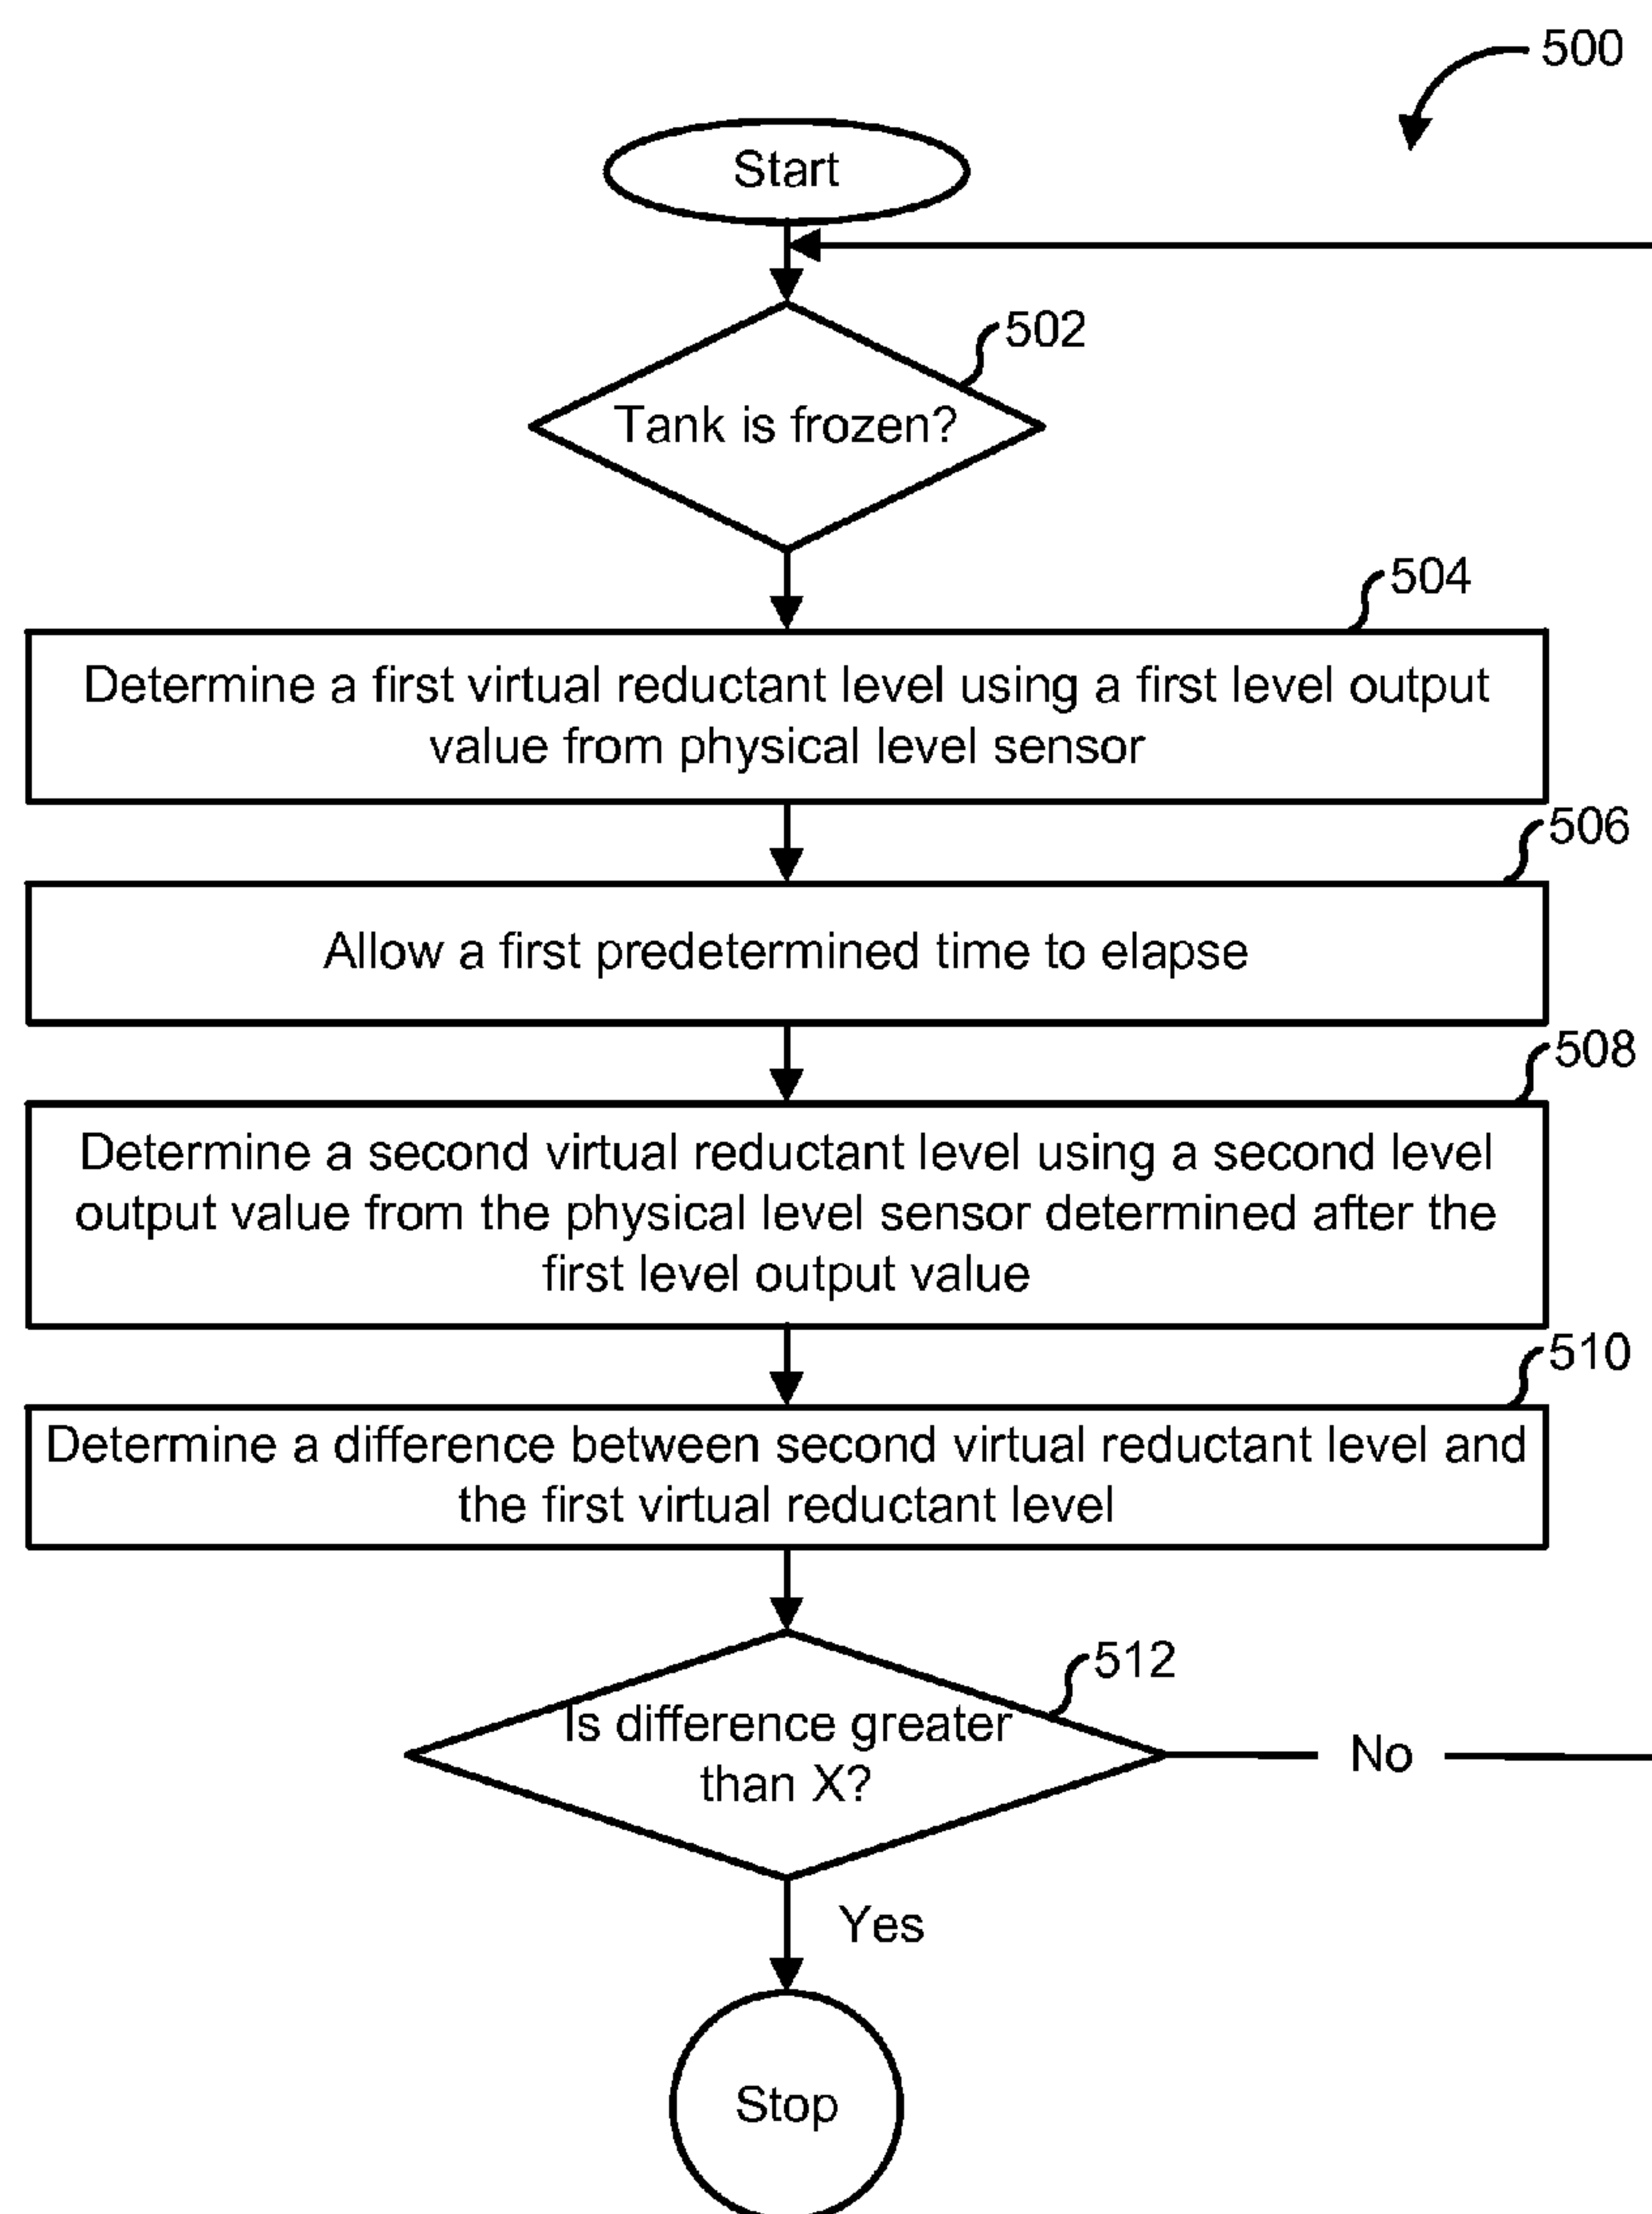 500
Start
502
Tank is frozen?
504
Determine a first virtual reductant level using a first level output
value from physical level sensor
506
Allow a first predetermined time to elapse
508
Determine a second virtual reductant level using a second level
output value from the physical level sensor determined after the
first level output value
510
Determine a difference between second virtual reductant level and
the first virtual reductant level
512
Is difference greater
than X?
No
Yes
Stop